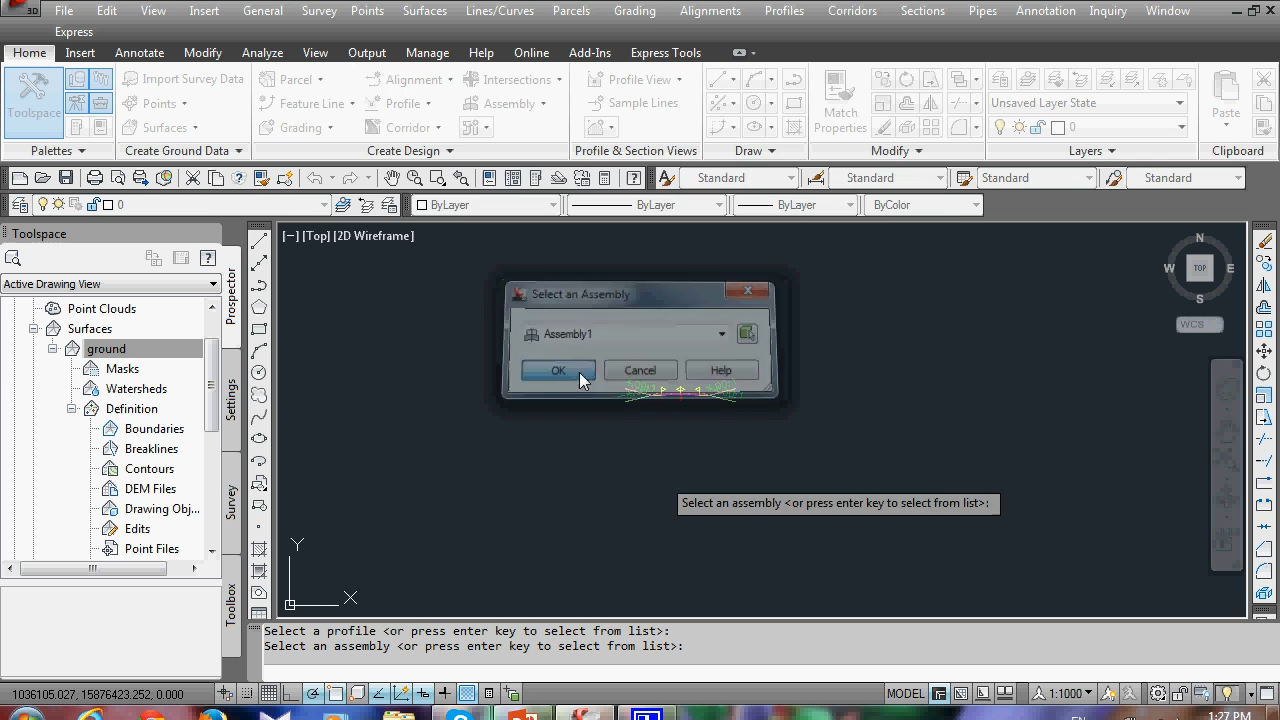 3D File Edit View Insert General Survey Points Surfaces Lines/Curves Parcels Grading Alignments Profiles Corridors Sections Pipes Annotation Inquiry Window
Express
Home Insert Annotate Modify Analyze View Output Manage Help Online Add-Ins Express Tools
Import Survey Data Parcel Alignment Intersections Profile View
Toolspace Points Feature Line Profile Assembly Sample Lines Match Properties Unsaved Layer State Paste
Surfaces Grading Corridor 0
Palettes Create Ground Data Create Design Profile & Section Views Draw Modify Layers Clipboard
Standard Standard Standard Standard
0 ByLayer ByLayer ByLayer ByColor
Toolspace
[−] [Top] [2D Wireframe]
Active Drawing View
Point Clouds
Surfaces
ground
Masks
Watersheds
Definition
Boundaries
Breaklines
Contours
DEM Files
Drawing Obj...
Edits
Point Files
Prospector
Settings
Survey
Toolbox
Select an Assembly
Assembly1
OK Cancel Help
Select an assembly <or press enter key to select from list>:
N
W TOP E
S
WCS
Y
X
Select a profile <or press enter key to select from list>:
Select an assembly <or press enter key to select from list>:
1036105.027, 15876423.252, 0.000 MODEL 1:1000
EN 1:27 PM